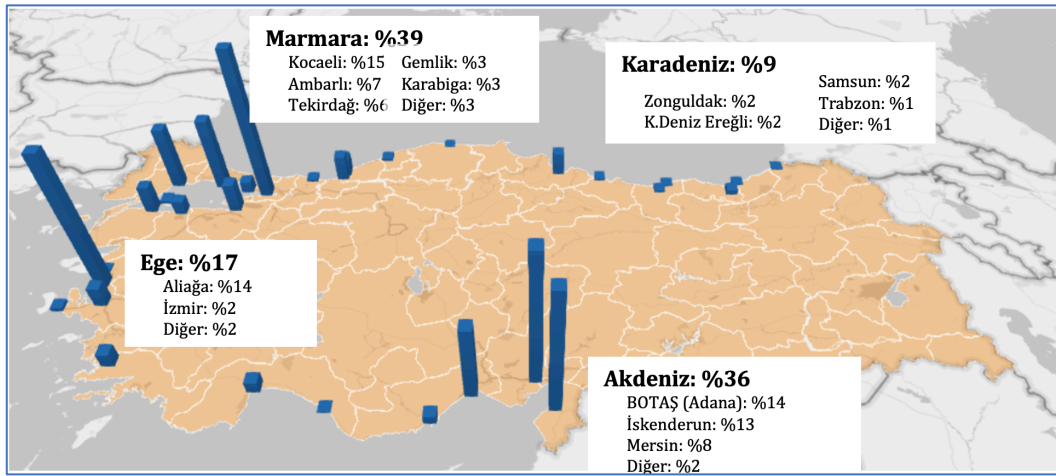 Marmara: %39
Kocaeli: %15 Gemlik: %3
Ambarlı: %7 Karabiga: %3
Tekirdağ: %6 Diğer: %3
Karadeniz: %9
Zonguldak: %2
K.Deniz Ereğli: %2
Samsun: %2
Trabzon: %1
Diğer: %1
Ege: %17
Aliağa: %14
İzmir: %2
Diğer: %2
Akdeniz: %36
BOTAŞ (Adana): %14
İskenderun: %13
Mersin: %8
Diğer: %2